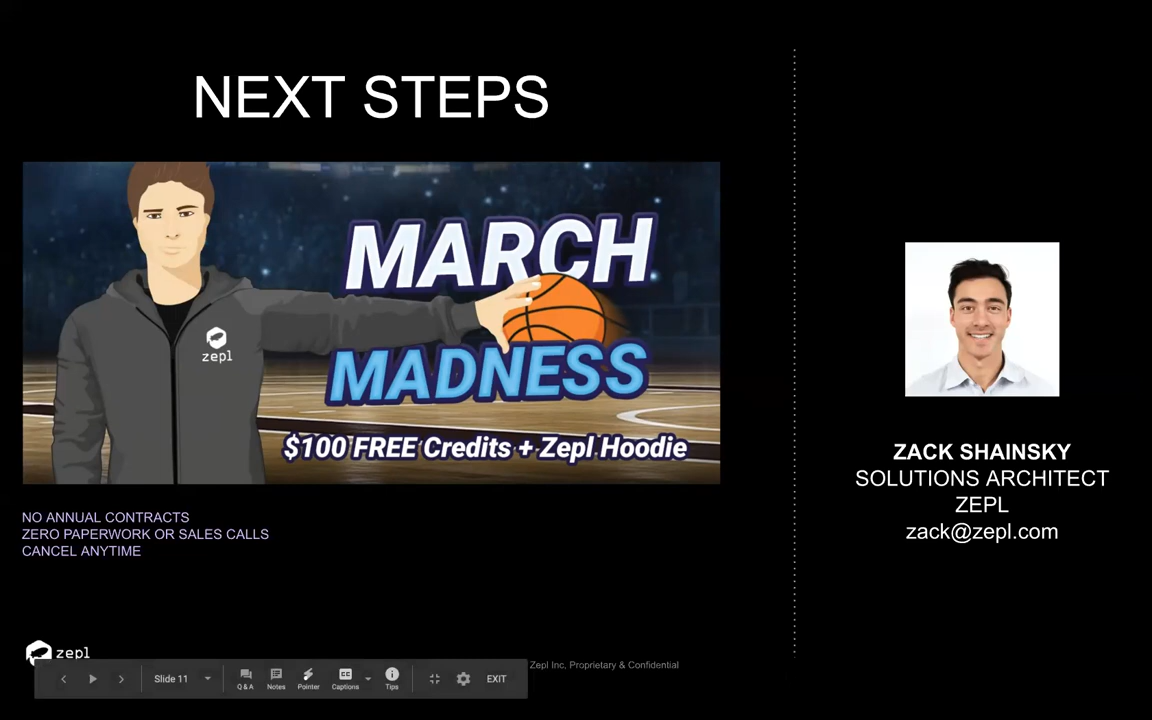 NEXT STEPS
zepl
MARCH
MADNESS
$100 FREE Credits + Zepl Hoodie
NO ANNUAL CONTRACTS
ZERO PAPERWORK OR SALES CALLS
CANCEL ANYTIME
ZACK SHAINSKY
SOLUTIONS ARCHITECT
ZEPL
zack@zepl.com
zepl
Zepl Inc, Proprietary & Confidential
Slide 11
Q & A
Notes
Pointer
CC
Captions
Tips
EXIT